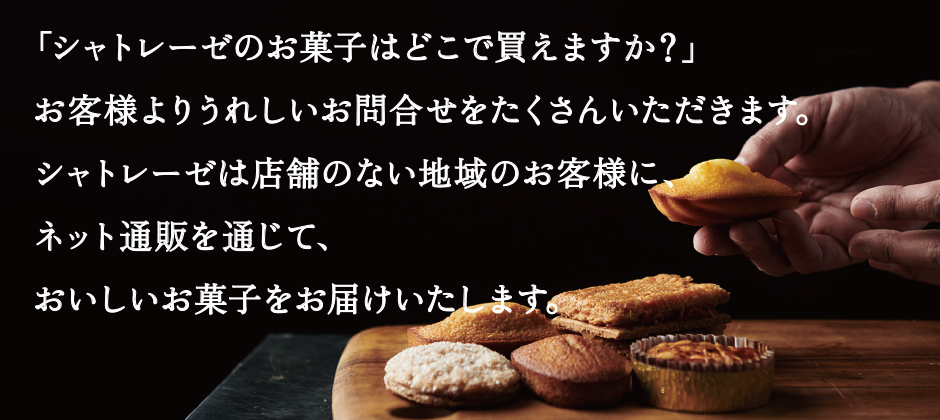 「シャトレーゼのお菓子はどこで買えますか？」
お客様よりうれしいお問合せをたくさんいただきます。
シャトレーゼは店舗のない地域のお客様に、
ネット通販を通じて、
おいしいお菓子をお届けいたします。